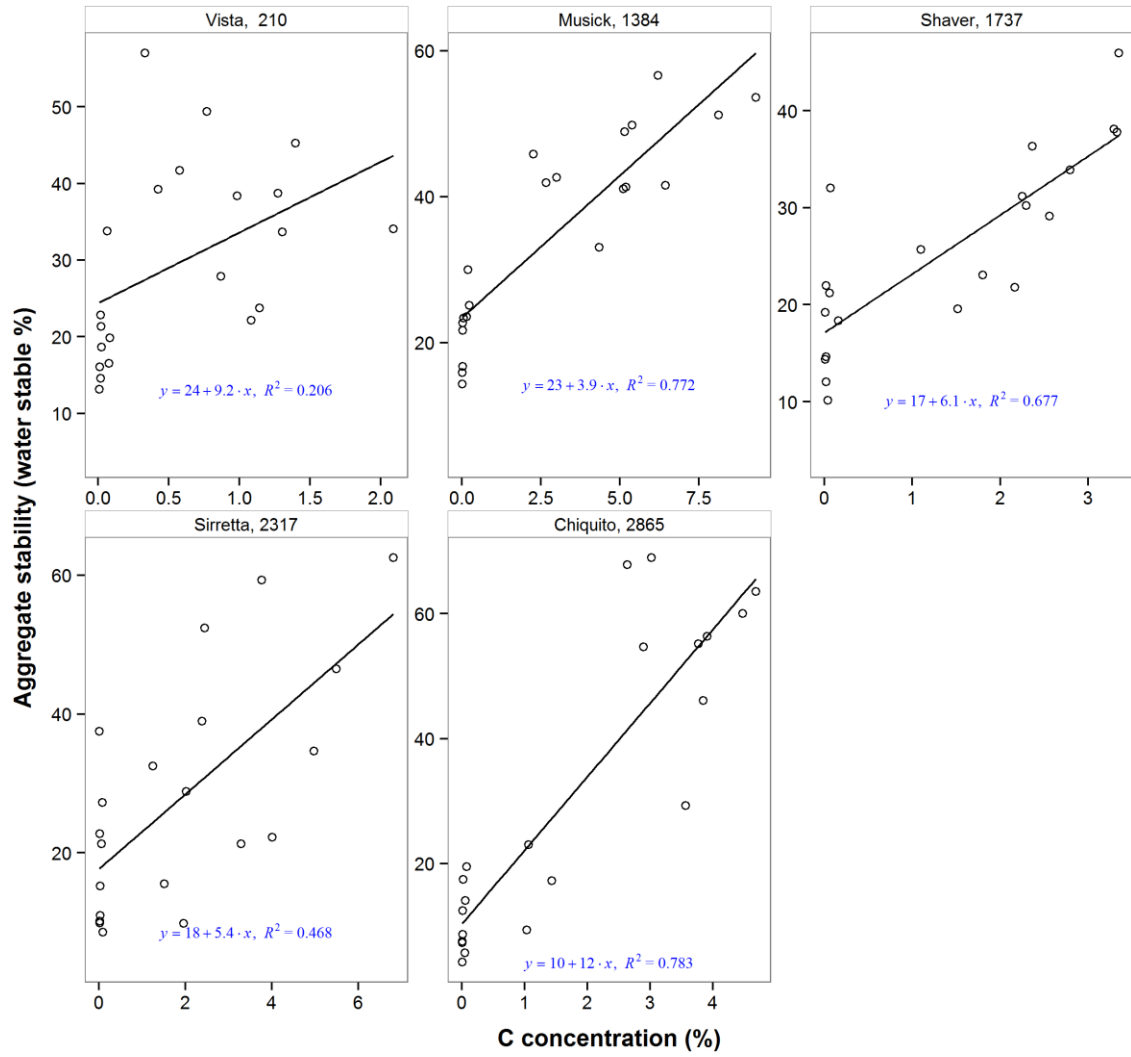 Vista, 210
Musick, 1384
Shaver, 1737
50
40
30
20
10
y = 24 + 9.2 · x, R² = 0.206
0.0 0.5 1.0 1.5 2.0
60
40
20
y = 23 + 3.9 · x, R² = 0.772
0.0 2.5 5.0 7.5
40
30
20
10
y = 17 + 6.1 · x, R² = 0.677
0 1 2 3
Aggregate stability (water stable %)
Sirretta, 2317
Chiquito, 2865
60
40
20
y = 18 + 5.4 · x, R² = 0.468
0 2 4 6
60
40
20
y = 10 + 12 · x, R² = 0.783
0 1 2 3 4
C concentration (%)